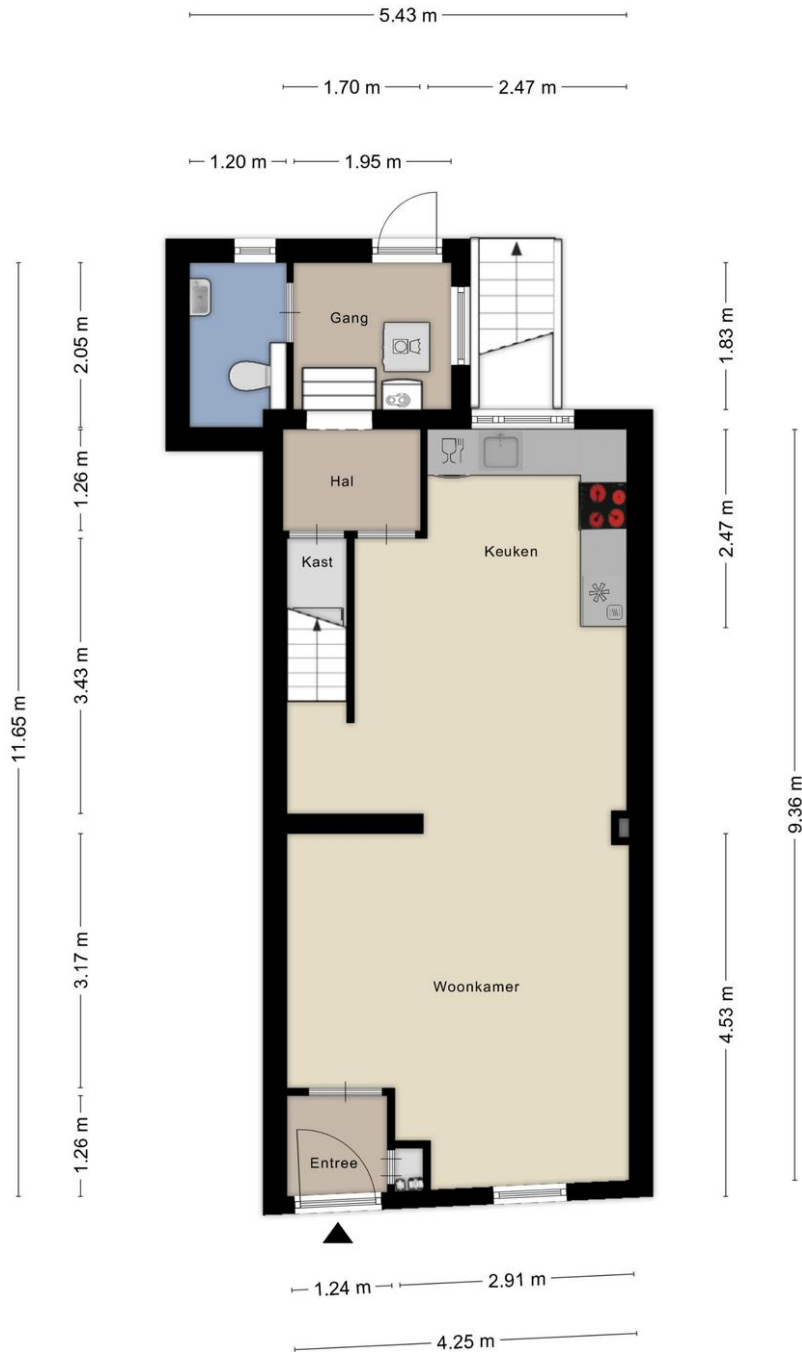 5.43 m
1.70 m
2.47 m
1.20 m
1.95 m
Gang
2.05 m
1.83 m
Hal
1.26 m
Keuken
2.47 m
Kast
3.43 m
11.65 m
9.36 m
3.17 m
Woonkamer
4.53 m
1.26 m
Entree
1.24 m
2.91 m
4.25 m